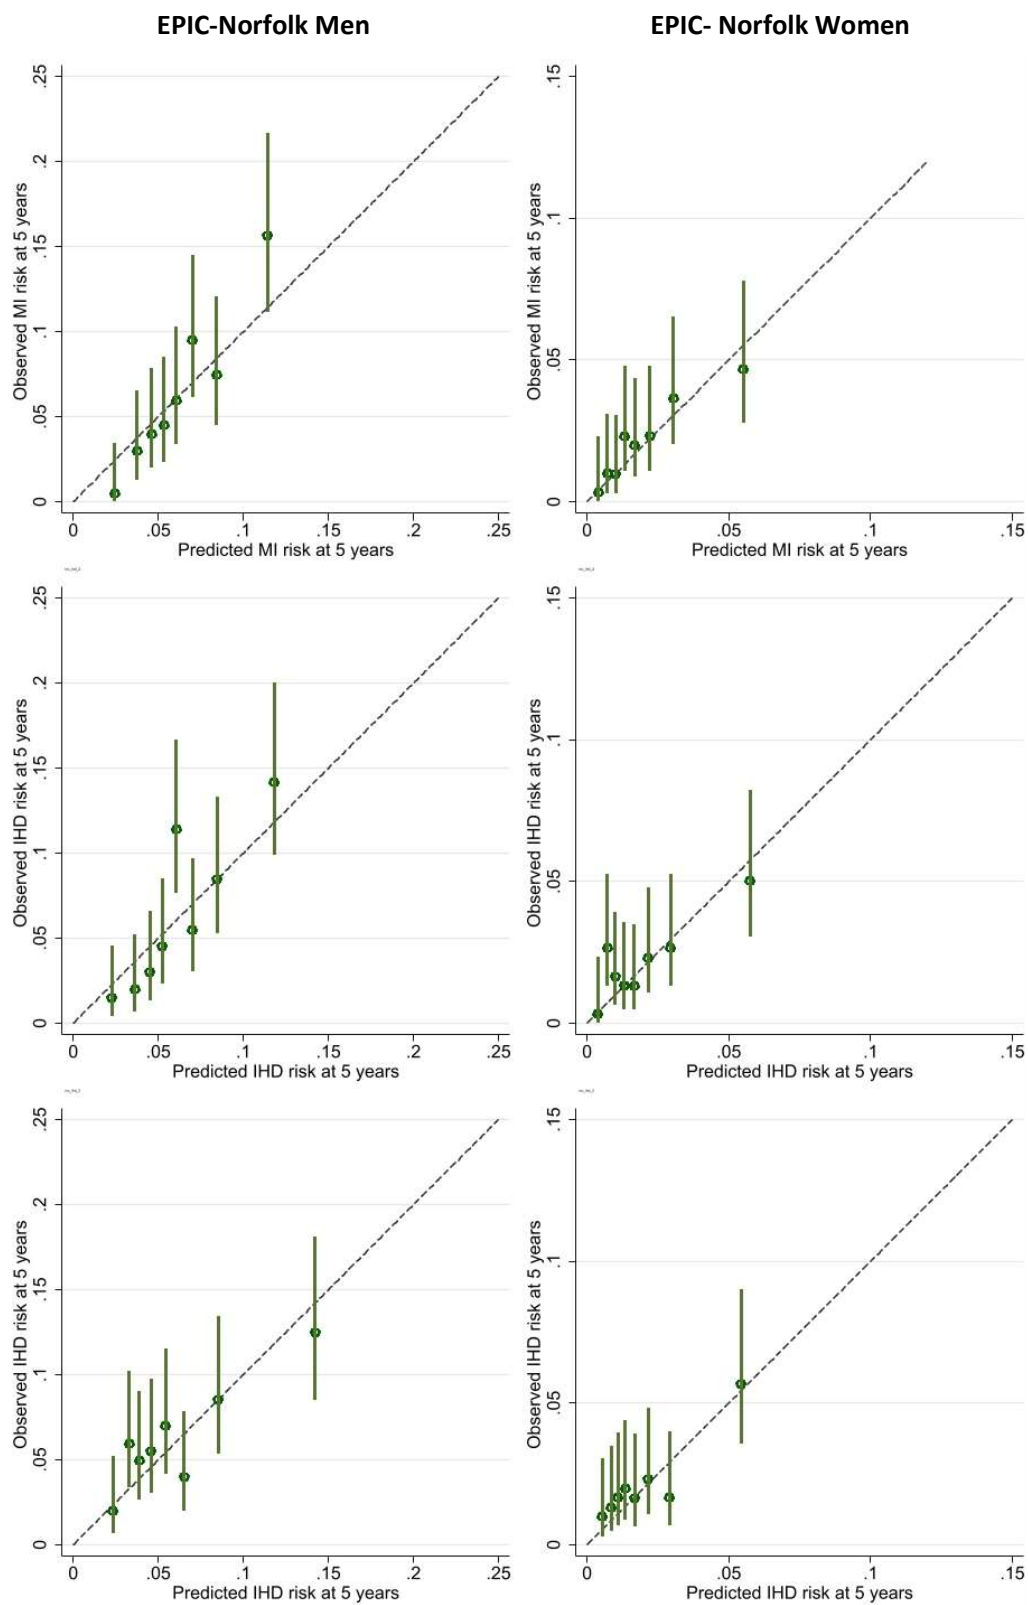 EPIC-Norfolk Men
EPIC- Norfolk Women
Observed MI risk at 5 years
0 .05 .1 .15 .2 .25
0 .05 .1 .15 .2 .25
Predicted MI risk at 5 years
Observed MI risk at 5 years
0 .05 .1 .15
0 .05 .1 .15
Predicted MI risk at 5 years
Observed IHD risk at 5 years
0 .05 .1 .15 .2 .25
0 .05 .1 .15 .2 .25
Predicted IHD risk at 5 years
Observed IHD risk at 5 years
0 .05 .1 .15
0 .05 .1 .15
Predicted IHD risk at 5 years
Observed IHD risk at 5 years
0 .05 .1 .15 .2 .25
0 .05 .1 .15 .2 .25
Predicted IHD risk at 5 years
Observed IHD risk at 5 years
0 .05 .1 .15
0 .05 .1 .15
Predicted IHD risk at 5 years